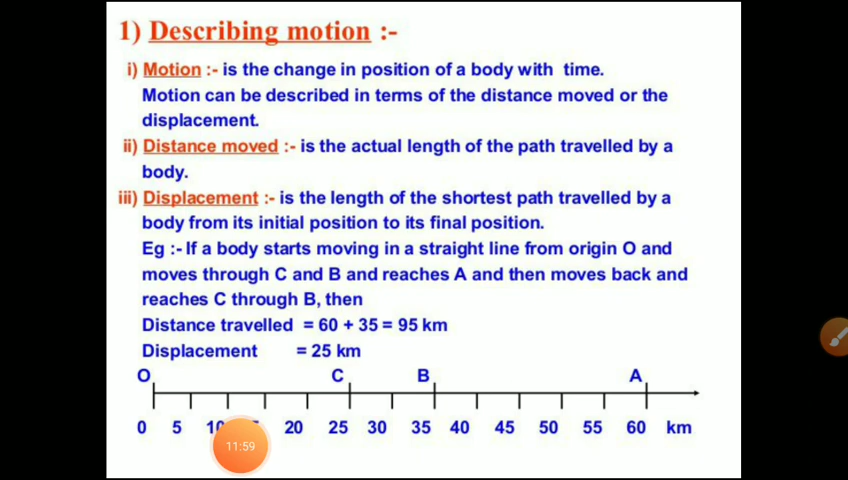 1) Describing motion :-
i) Motion :- is the change in position of a body with time.
Motion can be described in terms of the distance moved or the
displacement.
ii) Distance moved :- is the actual length of the path travelled by a
body.
iii) Displacement :- is the length of the shortest path travelled by a
body from its initial position to its final position.
Eg :- If a body starts moving in a straight line from origin O and
moves through C and B and reaches A and then moves back and
reaches C through B, then
Distance travelled = 60 + 35 = 95 km
Displacement = 25 km
O C B A
0 5 10 20 25 30 35 40 45 50 55 60 km
11:59